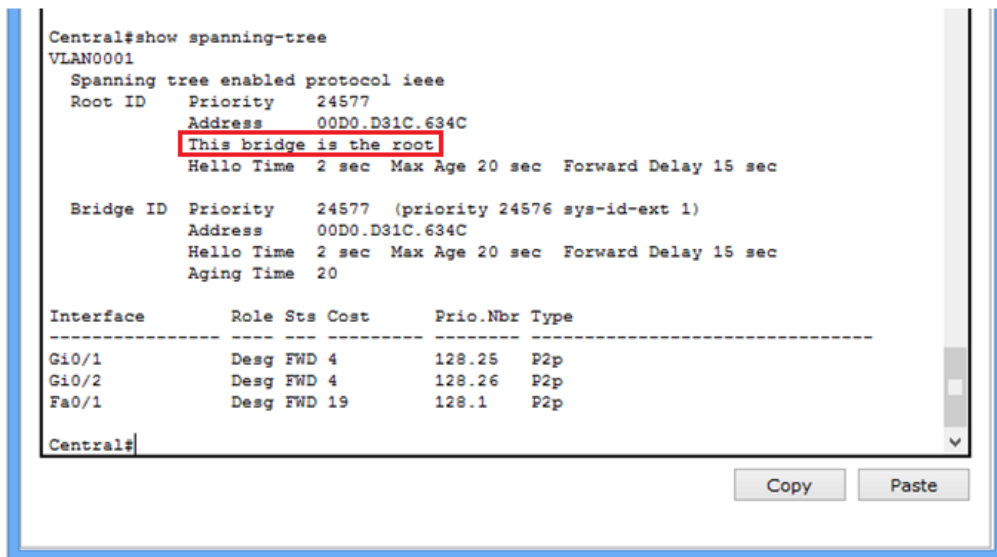 Central#show spanning-tree
VLAN0001
  Spanning tree enabled protocol ieee
  Root ID    Priority    24577
             Address     00D0.D31C.634C
             This bridge is the root
             Hello Time  2 sec  Max Age 20 sec  Forward Delay 15 sec
  Bridge ID  Priority    24577  (priority 24576 sys-id-ext 1)
             Address     00D0.D31C.634C
             Hello Time  2 sec  Max Age 20 sec  Forward Delay 15 sec
             Aging Time  20
Interface        Role Sts Cost      Prio.Nbr Type
---------------- ---- --- --------- -------- --------------------------------
Gi0/1            Desg FWD 4         128.25   P2p
Gi0/2            Desg FWD 4         128.26   P2p
Fa0/1            Desg FWD 19        128.1    P2p
Central#
Copy Paste